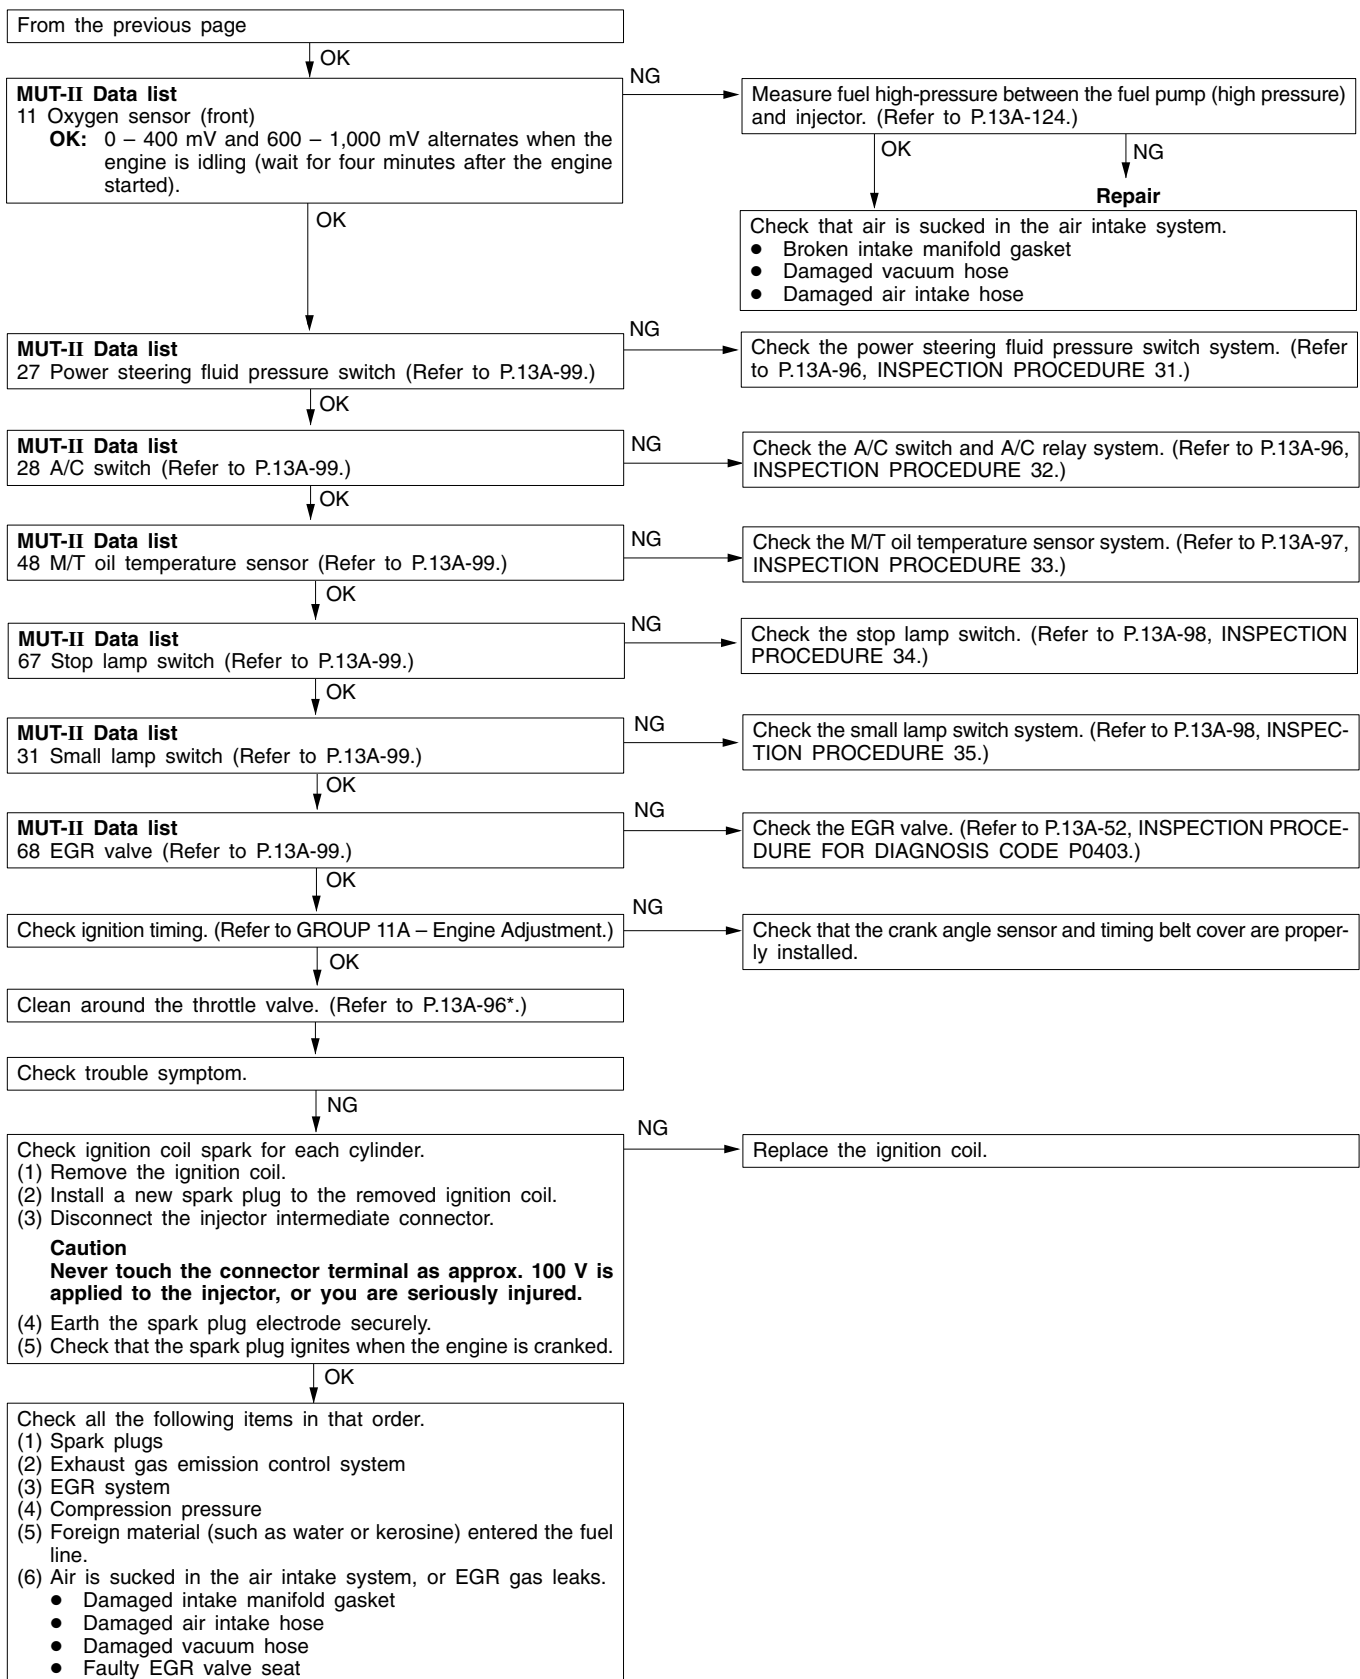 From the previous page
OK
MUT-II Data list
11 Oxygen sensor (front)
OK: 0 – 400 mV and 600 – 1,000 mV alternates when the
engine is idling (wait for four minutes after the engine
started).
NG
Measure fuel high-pressure between the fuel pump (high pressure)
and injector. (Refer to P.13A-124.)
OK
NG
Repair
Check that air is sucked in the air intake system.
● Broken intake manifold gasket
● Damaged vacuum hose
● Damaged air intake hose
OK
MUT-II Data list
27 Power steering fluid pressure switch (Refer to P.13A-99.)
NG
Check the power steering fluid pressure switch system. (Refer
to P.13A-96, INSPECTION PROCEDURE 31.)
OK
MUT-II Data list
28 A/C switch (Refer to P.13A-99.)
NG
Check the A/C switch and A/C relay system. (Refer to P.13A-96,
INSPECTION PROCEDURE 32.)
OK
MUT-II Data list
48 M/T oil temperature sensor (Refer to P.13A-99.)
NG
Check the M/T oil temperature sensor system. (Refer to P.13A-97,
INSPECTION PROCEDURE 33.)
OK
MUT-II Data list
67 Stop lamp switch (Refer to P.13A-99.)
NG
Check the stop lamp switch. (Refer to P.13A-98, INSPECTION
PROCEDURE 34.)
OK
MUT-II Data list
31 Small lamp switch (Refer to P.13A-99.)
NG
Check the small lamp switch system. (Refer to P.13A-98, INSPEC-
TION PROCEDURE 35.)
OK
MUT-II Data list
68 EGR valve (Refer to P.13A-99.)
NG
Check the EGR valve. (Refer to P.13A-52, INSPECTION PROCE-
DURE FOR DIAGNOSIS CODE P0403.)
OK
Check ignition timing. (Refer to GROUP 11A – Engine Adjustment.)
NG
Check that the crank angle sensor and timing belt cover are proper-
ly installed.
OK
Clean around the throttle valve. (Refer to P.13A-96*.)
Check trouble symptom.
NG
Check ignition coil spark for each cylinder.
(1) Remove the ignition coil.
(2) Install a new spark plug to the removed ignition coil.
(3) Disconnect the injector intermediate connector.
Caution
Never touch the connector terminal as approx. 100 V is
applied to the injector, or you are seriously injured.
(4) Earth the spark plug electrode securely.
(5) Check that the spark plug ignites when the engine is cranked.
NG
Replace the ignition coil.
OK
Check all the following items in that order.
(1) Spark plugs
(2) Exhaust gas emission control system
(3) EGR system
(4) Compression pressure
(5) Foreign material (such as water or kerosine) entered the fuel
line.
(6) Air is sucked in the air intake system, or EGR gas leaks.
● Damaged intake manifold gasket
● Damaged air intake hose
● Damaged vacuum hose
● Faulty EGR valve seat